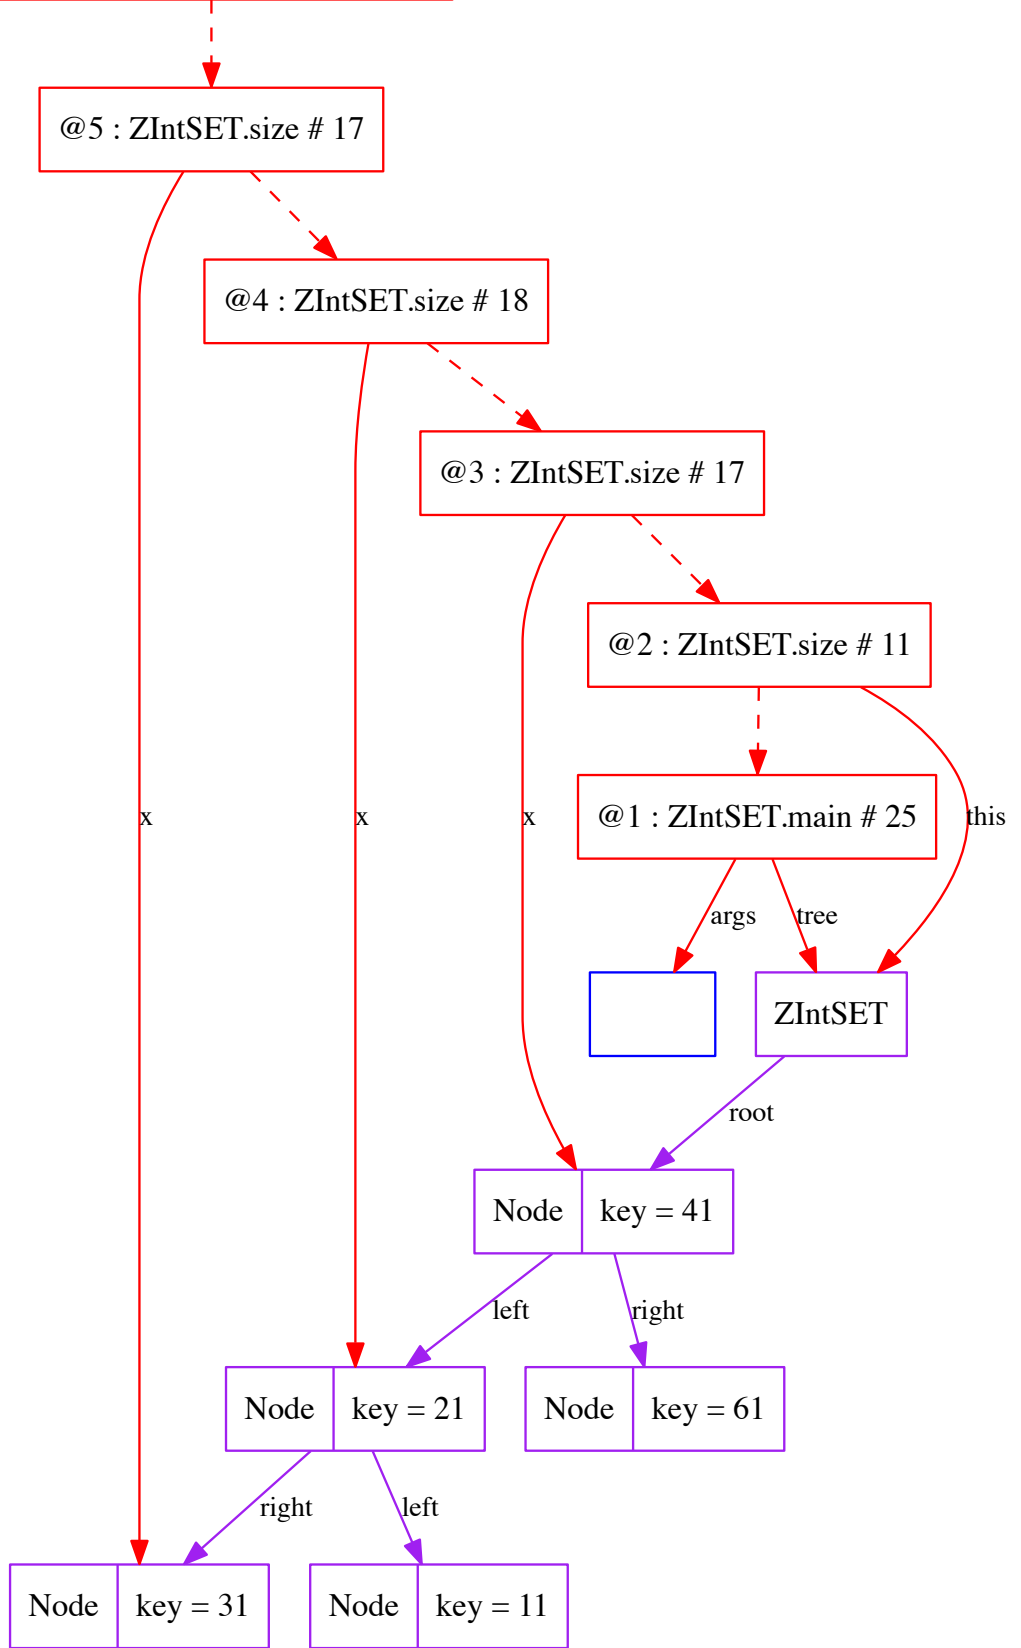 @5 : ZIntSET.size # 17
@4 : ZIntSET.size # 18
@3 : ZIntSET.size # 17
@2 : ZIntSET.size # 11
x
x
x
@1 : ZIntSET.main # 25
this
args
tree
ZIntSET
root
Node
key = 41
left
right
Node
key = 21
Node
key = 61
right
left
Node
key = 31
Node
key = 11